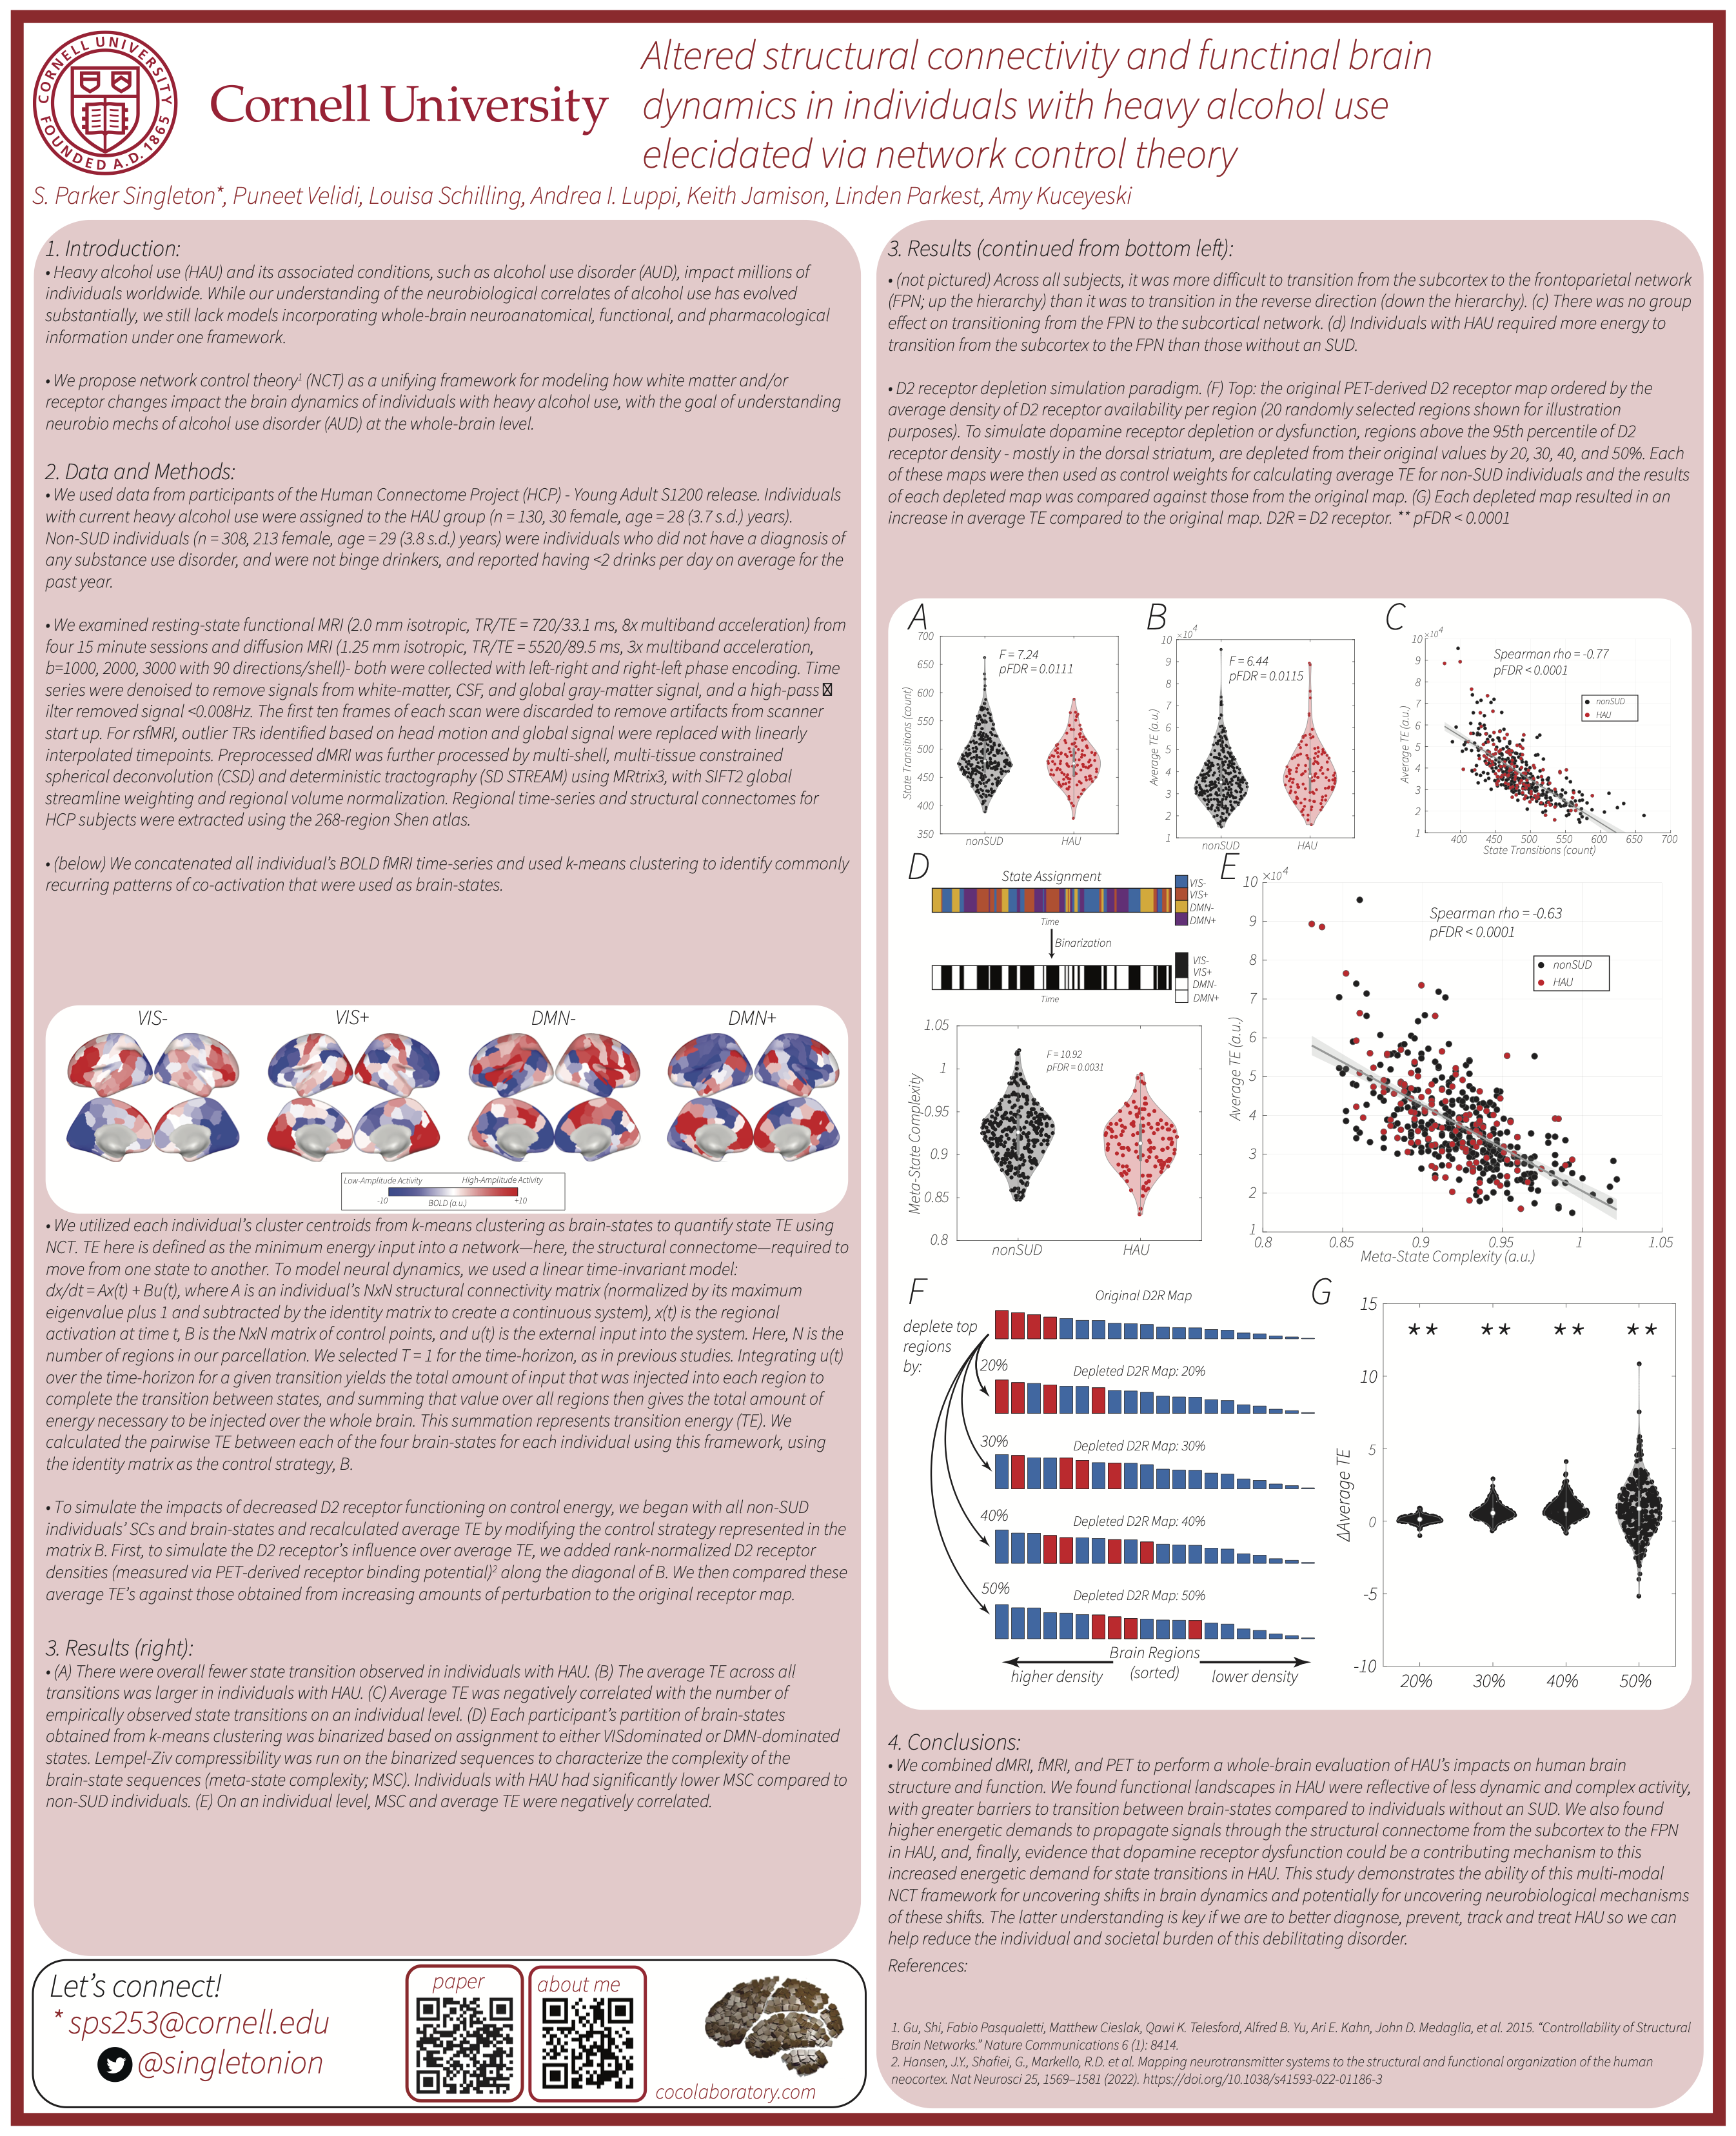 CORNELL UNIVERSITY
FOUNDED A.D. 1865
Cornell University
Altered structural connectivity and functinal brain
dynamics in individuals with heavy alcohol use
elecidated via network control theory
S. Parker Singleton*, Puneet Velidi, Louisa Schilling, Andrea I. Luppi, Keith Jamison, Linden Parkest, Amy Kuceyeski
1. Introduction:
• Heavy alcohol use (HAU) and its associated conditions, such as alcohol use disorder (AUD), impact millions of
individuals worldwide. While our understanding of the neurobiological correlates of alcohol use has evolved
substantially, we still lack models incorporating whole-brain neuroanatomical, functional, and pharmacological
information under one framework.
• We propose network control theory¹ (NCT) as a unifying framework for modeling how white matter and/or
receptor changes impact the brain dynamics of individuals with heavy alcohol use, with the goal of understanding
neurobio mechs of alcohol use disorder (AUD) at the whole-brain level.
2. Data and Methods:
• We used data from participants of the Human Connectome Project (HCP) - Young Adult S1200 release. Individuals
with current heavy alcohol use were assigned to the HAU group (n = 130, 30 female, age = 28 (3.7 s.d.) years).
Non-SUD individuals (n = 308, 213 female, age = 29 (3.8 s.d.) years) were individuals who did not have a diagnosis of
any substance use disorder, and were not binge drinkers, and reported having <2 drinks per day on average for the
past year.
• We examined resting-state functional MRI (2.0 mm isotropic, TR/TE = 720/33.1 ms, 8x multiband acceleration) from
four 15 minute sessions and diffusion MRI (1.25 mm isotropic, TR/TE = 5520/89.5 ms, 3x multiband acceleration,
b=1000, 2000, 3000 with 90 directions/shell)- both were collected with left-right and right-left phase encoding. Time
series were denoised to remove signals from white-matter, CSF, and global gray-matter signal, and a high-pass
ilter removed signal <0.008Hz. The first ten frames of each scan were discarded to remove artifacts from scanner
start up. For rsfMRI, outlier TRs identified based on head motion and global signal were replaced with linearly
interpolated timepoints. Preprocessed dMRI was further processed by multi-shell, multi-tissue constrained
spherical deconvolution (CSD) and deterministic tractography (SD STREAM) using MRtrix3, with SIFT2 global
streamline weighting and regional volume normalization. Regional time-series and structural connectomes for
HCP subjects were extracted using the 268-region Shen atlas.
• (below) We concatenated all individual's BOLD fMRI time-series and used k-means clustering to identify commonly
recurring patterns of co-activation that were used as brain-states.
VIS- VIS+ DMN- DMN+
Low-Amplitude Activity High-Amplitude Activity
-10 BOLD (a.u.) +10
• We utilized each individual's cluster centroids from k-means clustering as brain-states to quantify state TE using
NCT. TE here is defined as the minimum energy input into a network—here, the structural connectome—required to
move from one state to another. To model neural dynamics, we used a linear time-invariant model:
dx/dt = Ax(t) + Bu(t), where A is an individual's NxN structural connectivity matrix (normalized by its maximum
eigenvalue plus 1 and subtracted by the identity matrix to create a continuous system), x(t) is the regional
activation at time t, B is the NxN matrix of control points, and u(t) is the external input into the system. Here, N is the
number of regions in our parcellation. We selected T = 1 for the time-horizon, as in previous studies. Integrating u(t)
over the time-horizon for a given transition yields the total amount of input that was injected into each region to
complete the transition between states, and summing that value over all regions then gives the total amount of
energy necessary to be injected over the whole brain. This summation represents transition energy (TE). We
calculated the pairwise TE between each of the four brain-states for each individual using this framework, using
the identity matrix as the control strategy, B.
• To simulate the impacts of decreased D2 receptor functioning on control energy, we began with all non-SUD
individuals' SCs and brain-states and recalculated average TE by modifying the control strategy represented in the
matrix B. First, to simulate the D2 receptor's influence over average TE, we added rank-normalized D2 receptor
densities (measured via PET-derived receptor binding potential)² along the diagonal of B. We then compared these
average TE's against those obtained from increasing amounts of perturbation to the original receptor map.
3. Results (right):
• (A) There were overall fewer state transition observed in individuals with HAU. (B) The average TE across all
transitions was larger in individuals with HAU. (C) Average TE was negatively correlated with the number of
empirically observed state transitions on an individual level. (D) Each participant's partition of brain-states
obtained from k-means clustering was binarized based on assignment to either VISdominated or DMN-dominated
states. Lempel-Ziv compressibility was run on the binarized sequences to characterize the complexity of the
brain-state sequences (meta-state complexity; MSC). Individuals with HAU had significantly lower MSC compared to
non-SUD individuals. (E) On an individual level, MSC and average TE were negatively correlated.
Let's connect!
* sps253@cornell.edu
@singletonion
paper
about me
cocolaboratory.com
3. Results (continued from bottom left):
• (not pictured) Across all subjects, it was more difficult to transition from the subcortex to the frontoparietal network
(FPN; up the hierarchy) than it was to transition in the reverse direction (down the hierarchy). (c) There was no group
effect on transitioning from the FPN to the subcortical network. (d) Individuals with HAU required more energy to
transition from the subcortex to the FPN than those without an SUD.
• D2 receptor depletion simulation paradigm. (F) Top: the original PET-derived D2 receptor map ordered by the
average density of D2 receptor availability per region (20 randomly selected regions shown for illustration
purposes). To simulate dopamine receptor depletion or dysfunction, regions above the 95th percentile of D2
receptor density - mostly in the dorsal striatum, are depleted from their original values by 20, 30, 40, and 50%. Each
of these maps were then used as control weights for calculating average TE for non-SUD individuals and the results
of each depleted map was compared against those from the original map. (G) Each depleted map resulted in an
increase in average TE compared to the original map. D2R = D2 receptor. ** pFDR < 0.0001
A
700
650
600
550
500
450
400
350
State Transitions (count)
F = 7.24
pFDR = 0.0111
nonSUD HAU
B
×10⁴
10
9
8
7
6
5
4
3
2
1
Average TE (a.u.)
F = 6.44
pFDR = 0.0115
nonSUD HAU
C
×10⁴
10
9
8
7
6
5
4
3
2
1
Average TE (a.u.)
Spearman rho = -0.77
pFDR < 0.0001
nonSUD
HAU
400 450 500 550 600 650 700
State Transitions (count)
D
State Assignment
VIS-
VIS+
DMN-
DMN+
Time
Binarization
VIS-
VIS+
DMN-
DMN+
Time
1.05
1
0.95
0.9
0.85
0.8
Meta-State Complexity
F = 10.92
pFDR = 0.0031
nonSUD HAU
E
×10⁴
10
9
8
7
6
5
4
3
2
1
Average TE (a.u.)
Spearman rho = -0.63
pFDR < 0.0001
nonSUD
HAU
0.8 0.85 0.9 0.95 1 1.05
Meta-State Complexity (a.u.)
F
Original D2R Map
deplete top
regions
by:
20%
Depleted D2R Map: 20%
30%
Depleted D2R Map: 30%
40%
Depleted D2R Map: 40%
50%
Depleted D2R Map: 50%
Brain Regions
(sorted)
higher density lower density
G
15
10
5
0
-5
-10
ΔAverage TE
** ** ** **
20% 30% 40% 50%
4. Conclusions:
• We combined dMRI, fMRI, and PET to perform a whole-brain evaluation of HAU's impacts on human brain
structure and function. We found functional landscapes in HAU were reflective of less dynamic and complex activity,
with greater barriers to transition between brain-states compared to individuals without an SUD. We also found
higher energetic demands to propagate signals through the structural connectome from the subcortex to the FPN
in HAU, and, finally, evidence that dopamine receptor dysfunction could be a contributing mechanism to this
increased energetic demand for state transitions in HAU. This study demonstrates the ability of this multi-modal
NCT framework for uncovering shifts in brain dynamics and potentially for uncovering neurobiological mechanisms
of these shifts. The latter understanding is key if we are to better diagnose, prevent, track and treat HAU so we can
help reduce the individual and societal burden of this debilitating disorder.
References:
1. Gu, Shi, Fabio Pasqualetti, Matthew Cieslak, Qawi K. Telesford, Alfred B. Yu, Ari E. Kahn, John D. Medaglia, et al. 2015. "Controllability of Structural
Brain Networks." Nature Communications 6 (1): 8414.
2. Hansen, J.Y., Shafiei, G., Markello, R.D. et al. Mapping neurotransmitter systems to the structural and functional organization of the human
neocortex. Nat Neurosci 25, 1569–1581 (2022). https://doi.org/10.1038/s41593-022-01186-3